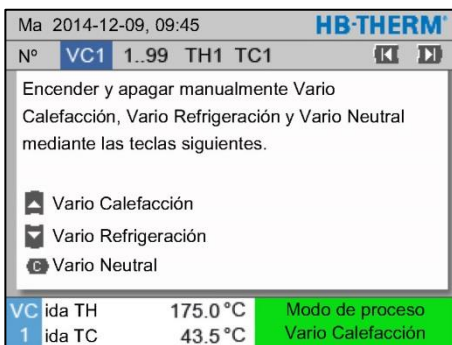 Ma 2014-12-09, 09:45 HB-THERM®
Nº VC1 1..99 TH1 TC1
Encender y apagar manualmente Vario
Calefacción, Vario Refrigeración y Vario Neutral
mediante las teclas siguientes.
Vario Calefacción
Vario Refrigeración
C Vario Neutral
VC ida TH 175.0 °C Modo de proceso
1 ida TC 43.5 °C Vario Calefacción